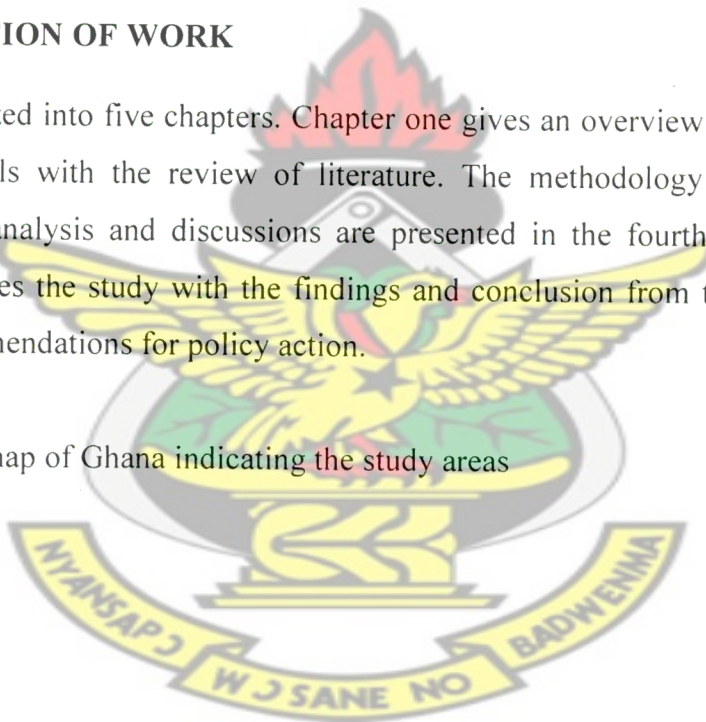 ION OF WORK
ed into five chapters. Chapter one gives an overview
ls with the review of literature. The methodology
analysis and discussions are presented in the fourth
es the study with the findings and conclusion from t
endations for policy action.
ap of Ghana indicating the study areas
NYANSAPƆ
WƆSANE NO
BADWENMA